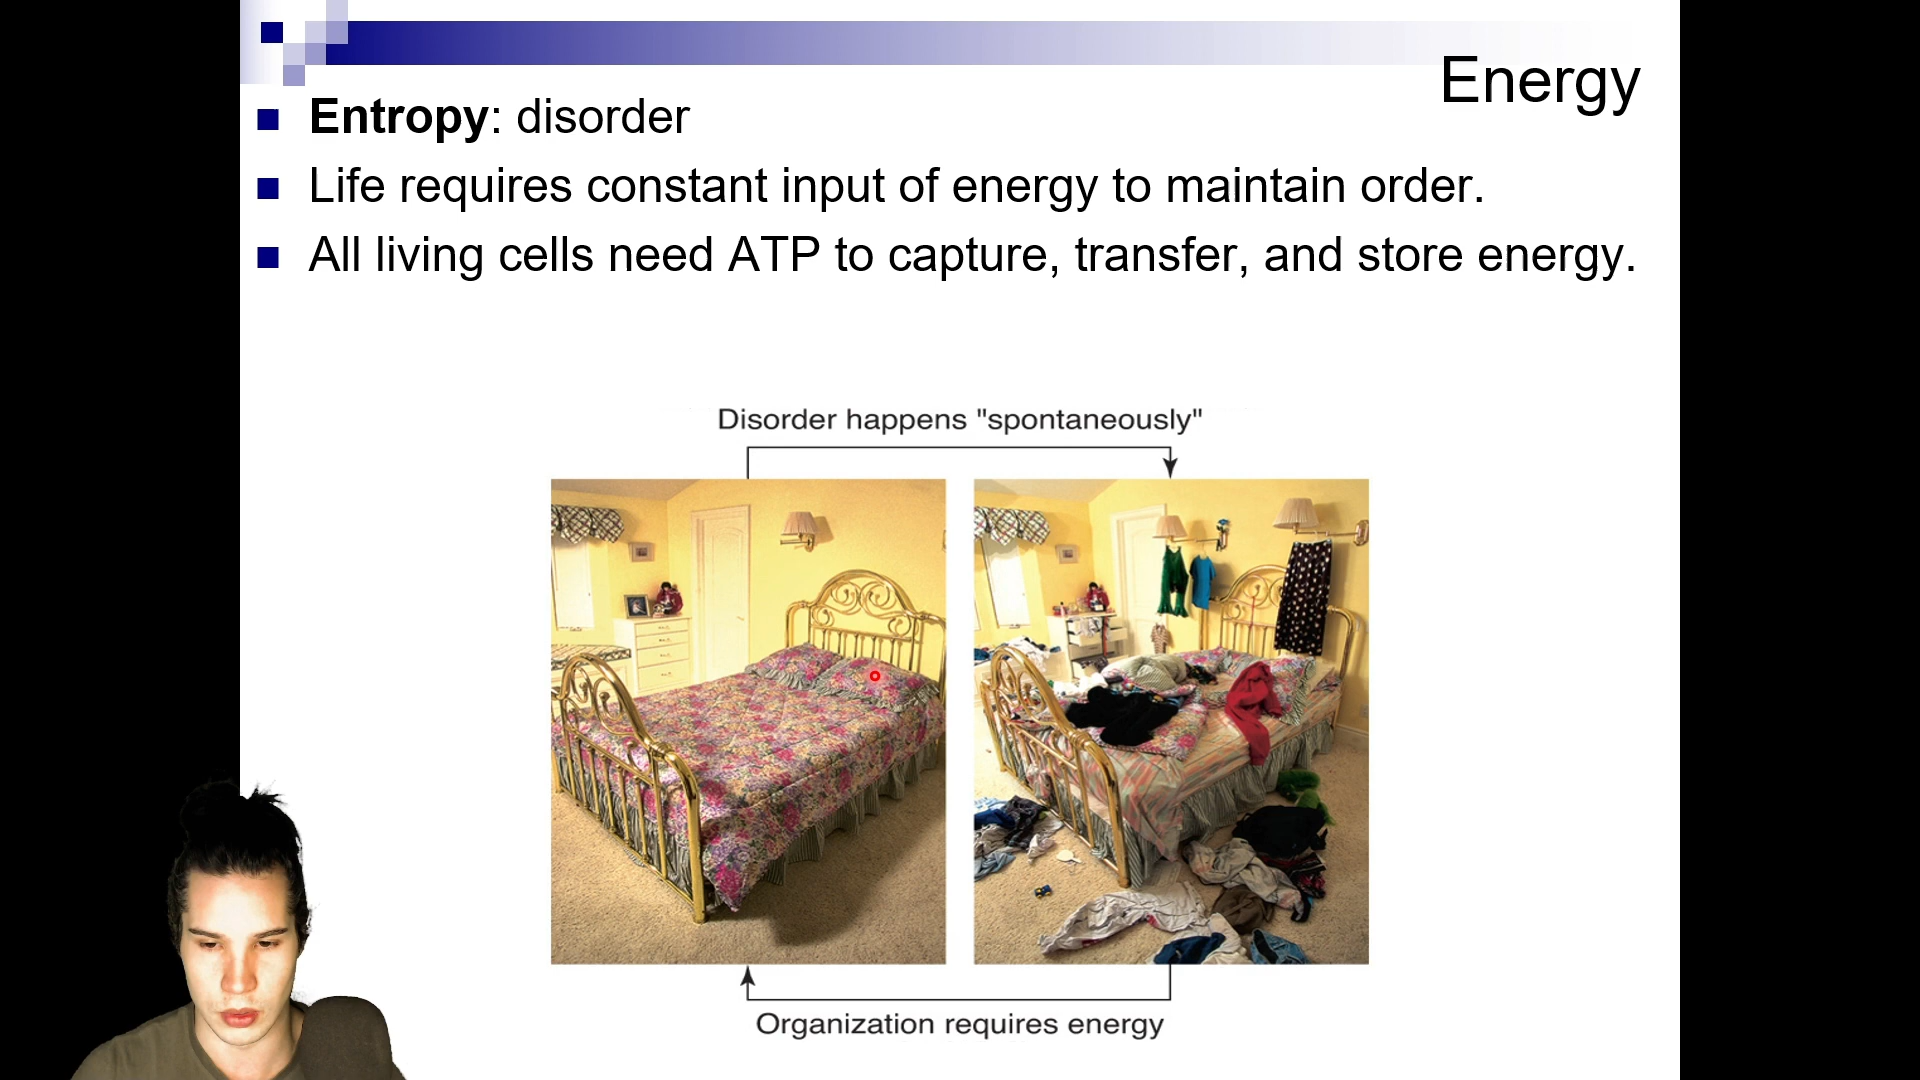 Energy
Entropy: disorder
Life requires constant input of energy to maintain order.
All living cells need ATP to capture, transfer, and store energy.
Disorder happens "spontaneously"
Organization requires energy